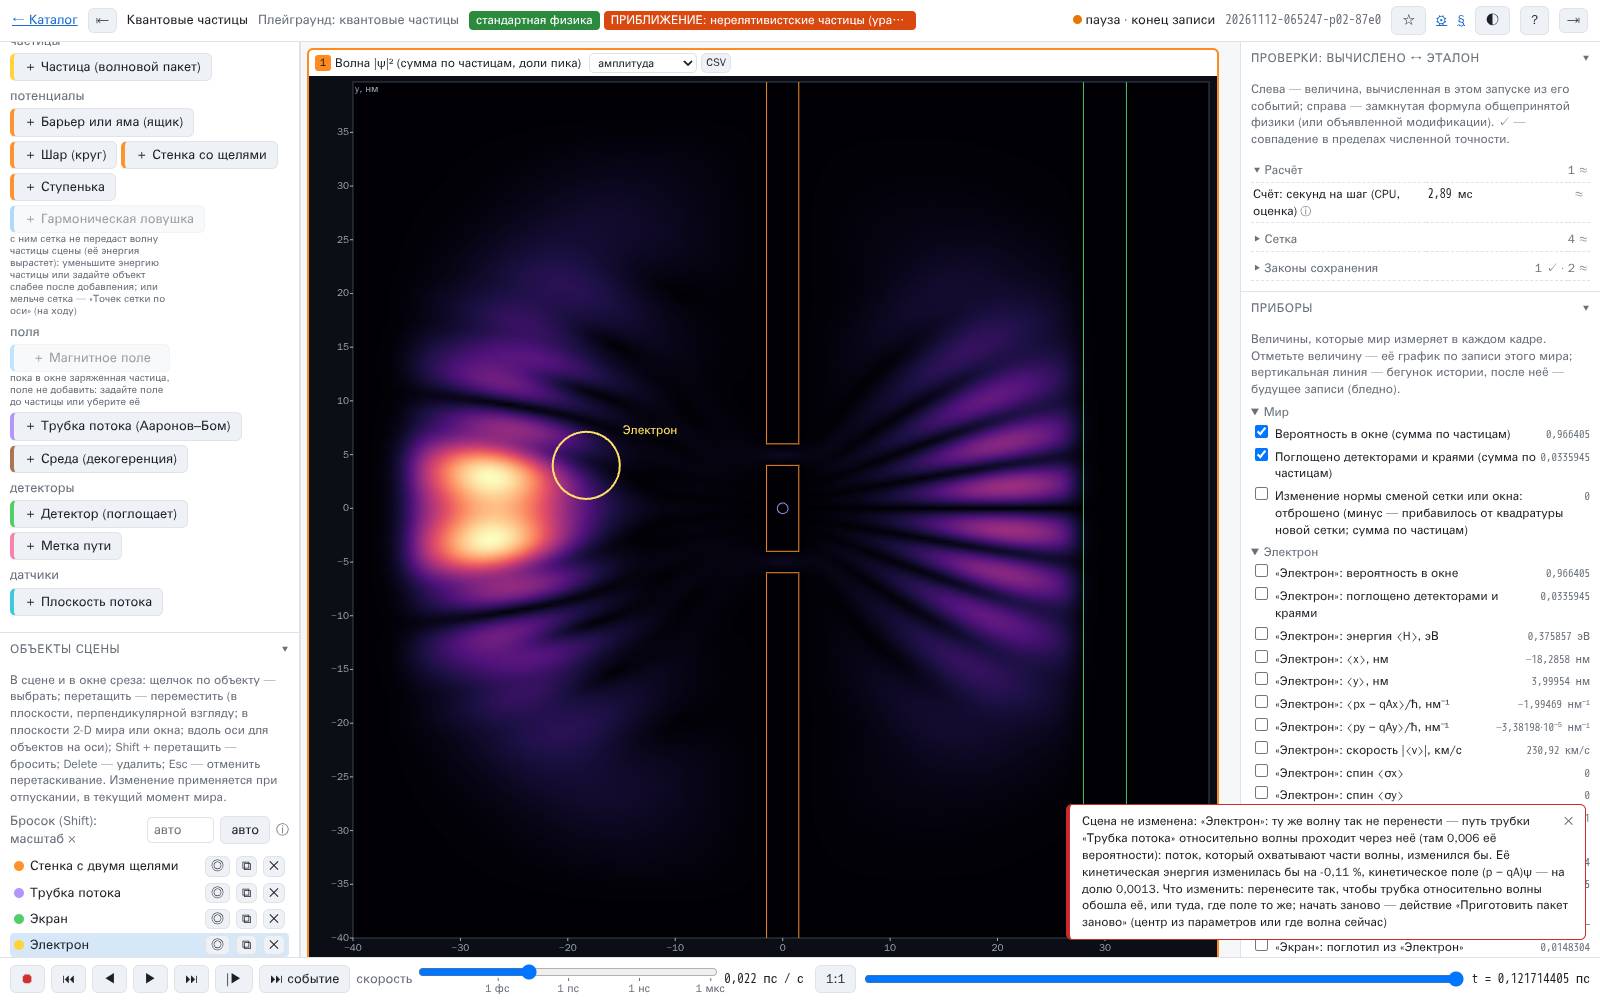 ← Каталог
⇤
Квантовые частицы
Плейграунд: квантовые частицы
стандартная физика
ПРИБЛИЖЕНИЕ: нерелятивистские частицы (ура···
пауза · конец записи
20261112-065247-p02-87e0
☆
⚙
§
?
⇥
частицы
+ Частица (волновой пакет)
потенциалы
+ Барьер или яма (ящик)
+ Шар (круг)
+ Стенка со щелями
+ Ступенька
+ Гармоническая ловушка
с ним сетка не передаст волну
частицы сцены (её энергия
вырастет): уменьшите энергию
частицы или задайте объект
слабее после добавления; или
мельче сетка — «Точек сетки по
оси» (на ходу)
поля
+ Магнитное поле
пока в окне заряженная частица,
поле не добавить: задайте поле
до частицы или уберите её
+ Трубка потока (Ааронов–Бом)
+ Среда (декогеренция)
детекторы
+ Детектор (поглощает)
+ Метка пути
датчики
+ Плоскость потока
ОБЪЕКТЫ СЦЕНЫ
В сцене и в окне среза: щелчок по объекту —
выбрать; перетащить — переместить (в
плоскости, перпендикулярной взгляду; в
плоскости 2-D мира или окна; вдоль оси для
объектов на оси); Shift + перетащить —
бросить; Delete — удалить; Esc — отменить
перетаскивание. Изменение применяется при
отпускании, в текущий момент мира.
Бросок (Shift):
масштаб ×
авто
авто
Стенка с двумя щелями
Трубка потока
Экран
Электрон
1 Волна |ψ|² (сумма по частицам, доли пика)
амплитуда
CSV
y, нм
35
30
25
20
15
10
5
0
−5
−10
−15
−20
−25
−30
−35
−40
−40
−30
−20
−10
0
10
20
30
Электрон
ПРОВЕРКИ: ВЫЧИСЛЕНО ↔ ЭТАЛОН
Слева — величина, вычисленная в этом запуске из его
событий; справа — замкнутая формула общепринятой
физики (или объявленной модификации). ✓ —
совпадение в пределах численной точности.
Расчёт 1 ≈
Счёт: секунд на шаг (CPU, 2,89 мс ≈
оценка) ⓘ
Сетка 4 ≈
Законы сохранения 1 ✓ · 2 ≈
ПРИБОРЫ
Величины, которые мир измеряет в каждом кадре.
Отметьте величину — её график по записи этого мира;
вертикальная линия — бегунок истории, после неё —
будущее записи (бледно).
Мир
Вероятность в окне (сумма по частицам) 0,966405
Поглощено детекторами и краями (сумма по 0,0335945
частицам)
Изменение нормы сменой сетки или окна: 0
отброшено (минус — прибавилось от квадратуры
новой сетки; сумма по частицам)
Электрон
«Электрон»: вероятность в окне 0,966405
«Электрон»: поглощено детекторами и 0,0335945
краями
«Электрон»: энергия ⟨H⟩, эВ 0,375857 эВ
«Электрон»: ⟨x⟩, нм −18,2858 нм
«Электрон»: ⟨y⟩, нм 3,99954 нм
«Электрон»: ⟨px − qAx⟩/ħ, нм⁻¹ −1,99469 нм⁻¹
«Электрон»: ⟨py − qAy⟩/ħ, нм⁻¹ −3,38198·10⁻⁵ нм⁻¹
«Электрон»: скорость |⟨v⟩|, км/с 230,92 км/с
«Электрон»: спин ⟨σx⟩ 0
«Электрон»: спин ⟨σy⟩ 0
Сцена не изменена: «Электрон»: ту же волну так не перенести — путь трубки
«Трубка потока» относительно волны проходит через неё (там 0,006 её
вероятности): поток, который охватывают части волны, изменился бы. Её
кинетическая энергия изменилась бы на -0,11 %, кинетическое поле (p − qA)ψ — на
долю 0,0013. Что изменить: перенесите так, чтобы трубка относительно волны
обошла её, или туда, где поле то же; начать заново — действие «Приготовить пакет
заново» (центр из параметров или где волна сейчас)
«Экран»: поглотил из «Электрон» 0,0148304
событие
скорость
1 фс
1 пс
1 нс
1 мкс
0,022 пс / с
1:1
t = 0,121714405 пс